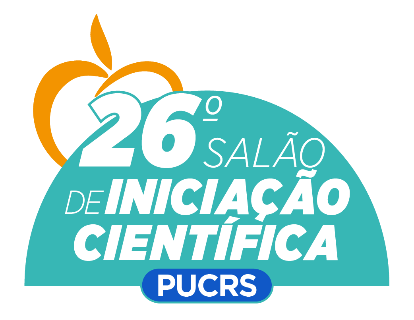 26º SALÃO
DE INICIAÇÃO
CIENTÍFICA
PUCRS